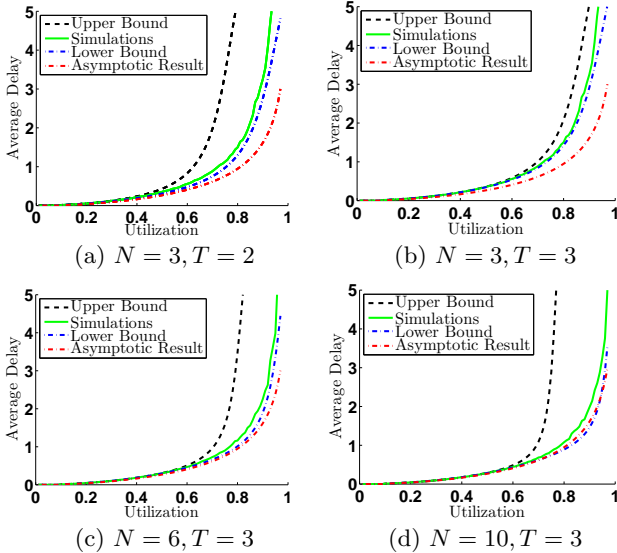 Average Delay
5
4
3
2
1
0
Upper Bound
Simulations
Lower Bound
Asymptotic Result
0 0.2 0.4 0.6 0.8 1
Utilization
(a) N = 3, T = 2
Average Delay
5
4
3
2
1
0
Upper Bound
Simulations
Lower Bound
Asymptotic Result
0 0.2 0.4 0.6 0.8 1
Utilization
(b) N = 3, T = 3
Average Delay
5
4
3
2
1
0
Upper Bound
Simulations
Lower Bound
Asymptotic Result
0 0.2 0.4 0.6 0.8 1
Utilization
(c) N = 6, T = 3
Average Delay
5
4
3
2
1
0
Upper Bound
Simulations
Lower Bound
Asymptotic Result
0 0.2 0.4 0.6 0.8 1
Utilization
(d) N = 10, T = 3